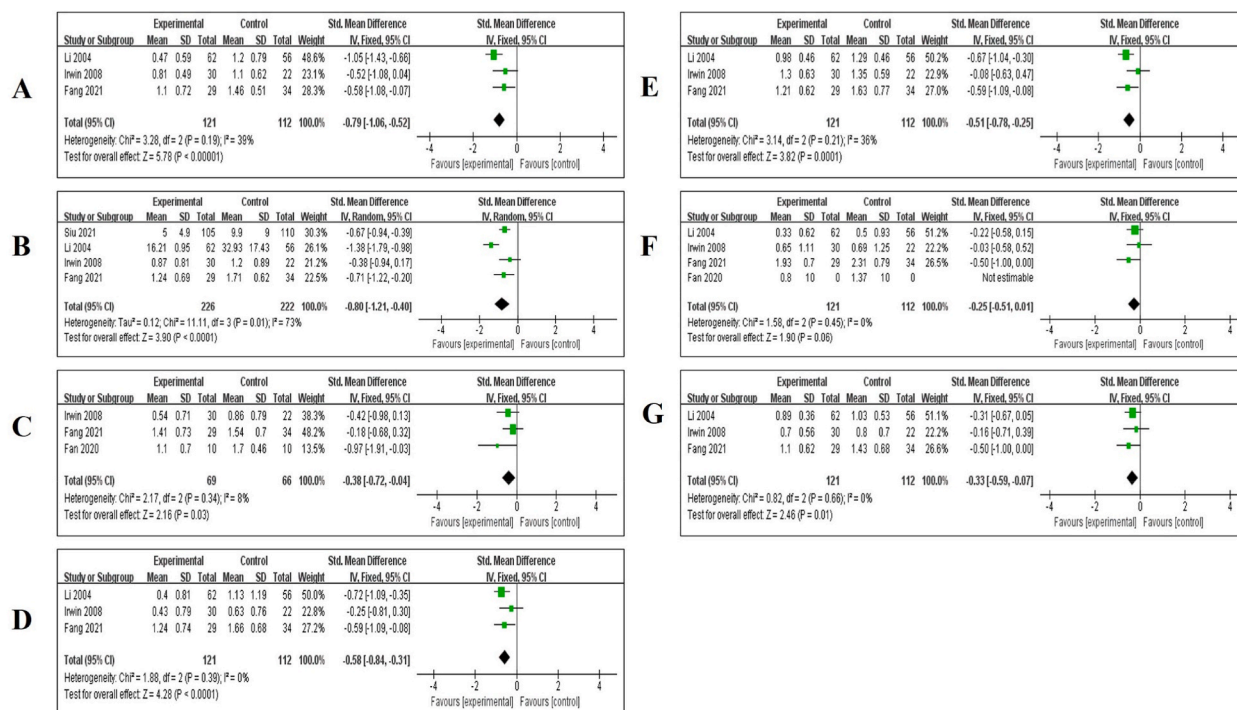 A
Experimental Control Std. Mean Difference Std. Mean Difference
Study or Subgroup Mean SD Total Mean SD Total Weight IV, Fixed, 95% CI IV, Fixed, 95% CI
Li 2004 0.47 0.59 62 1.2 0.79 56 48.6% -1.05 [-1.43, -0.66]
Irwin 2008 0.81 0.49 30 1.1 0.62 22 23.1% -0.52 [-1.08, 0.04]
Fang 2021 1.1 0.72 29 1.46 0.51 34 28.3% -0.58 [-1.08, -0.07]
Total (95% CI) 121 112 100.0% -0.79 [-1.06, -0.52]
Heterogeneity: Chi² = 3.28, df = 2 (P = 0.19); I² = 39%
Test for overall effect: Z = 5.78 (P < 0.00001)
-4 -2 0 2 4
Favours [experimental] Favours [control]
B
Experimental Control Std. Mean Difference Std. Mean Difference
Study or Subgroup Mean SD Total Mean SD Total Weight IV, Random, 95% CI IV, Random, 95% CI
Siu 2021 5 4.9 105 9.9 9 110 30.3% -0.67 [-0.94, -0.39]
Li 2004 16.21 0.95 62 32.93 17.43 56 26.1% -1.38 [-1.79, -0.98]
Irwin 2008 0.87 0.81 30 1.2 0.89 22 21.2% -0.38 [-0.94, 0.17]
Fang 2021 1.24 0.69 29 1.71 0.62 34 22.5% -0.71 [-1.22, -0.20]
Total (95% CI) 226 222 100.0% -0.80 [-1.21, -0.40]
Heterogeneity: Tau² = 0.12; Chi² = 11.11, df = 3 (P = 0.01); I² = 73%
Test for overall effect: Z = 3.90 (P < 0.0001)
-4 -2 0 2 4
Favours [experimental] Favours [control]
C
Experimental Control Std. Mean Difference Std. Mean Difference
Study or Subgroup Mean SD Total Mean SD Total Weight IV, Fixed, 95% CI IV, Fixed, 95% CI
Irwin 2008 0.54 0.71 30 0.86 0.79 22 38.3% -0.42 [-0.98, 0.13]
Fang 2021 1.41 0.73 29 1.54 0.7 34 48.2% -0.18 [-0.68, 0.32]
Fan 2020 1.1 0.7 10 1.7 0.46 10 13.5% -0.97 [-1.91, -0.03]
Total (95% CI) 69 66 100.0% -0.38 [-0.72, -0.04]
Heterogeneity: Chi² = 2.17, df = 2 (P = 0.34); I² = 8%
Test for overall effect: Z = 2.16 (P = 0.03)
-4 -2 0 2 4
Favours [experimental] Favours [control]
D
Experimental Control Std. Mean Difference Std. Mean Difference
Study or Subgroup Mean SD Total Mean SD Total Weight IV, Fixed, 95% CI IV, Fixed, 95% CI
Li 2004 0.4 0.81 62 1.13 1.19 56 50.0% -0.72 [-1.09, -0.35]
Irwin 2008 0.43 0.79 30 0.63 0.76 22 22.8% -0.25 [-0.81, 0.30]
Fang 2021 1.24 0.74 29 1.66 0.68 34 27.2% -0.59 [-1.09, -0.08]
Total (95% CI) 121 112 100.0% -0.58 [-0.84, -0.31]
Heterogeneity: Chi² = 1.88, df = 2 (P = 0.39); I² = 0%
Test for overall effect: Z = 4.28 (P < 0.0001)
-4 -2 0 2 4
Favours [experimental] Favours [control]
E
Experimental Control Std. Mean Difference Std. Mean Difference
Study or Subgroup Mean SD Total Mean SD Total Weight IV, Fixed, 95% CI IV, Fixed, 95% CI
Li 2004 0.98 0.46 62 1.29 0.46 56 50.2% -0.67 [-1.04, -0.30]
Irwin 2008 1.3 0.63 30 1.35 0.59 22 22.9% -0.08 [-0.63, 0.47]
Fang 2021 1.21 0.62 29 1.63 0.77 34 27.0% -0.59 [-1.09, -0.08]
Total (95% CI) 121 112 100.0% -0.51 [-0.78, -0.25]
Heterogeneity: Chi² = 3.14, df = 2 (P = 0.21); I² = 36%
Test for overall effect: Z = 3.82 (P = 0.0001)
-4 -2 0 2 4
Favours [experimental] Favours [control]
F
Experimental Control Std. Mean Difference Std. Mean Difference
Study or Subgroup Mean SD Total Mean SD Total Weight IV, Fixed, 95% CI IV, Fixed, 95% CI
Li 2004 0.33 0.62 62 0.5 0.93 56 51.0% -0.22 [-0.58, 0.15]
Irwin 2008 0.65 1.11 30 0.69 1.25 22 22.2% -0.03 [-0.58, 0.52]
Fang 2021 1.93 0.7 29 2.31 0.79 34 26.5% -0.50 [-1.00, 0.00]
Fan 2020 0.8 10 0 1.37 10 0 Not estimable
Total (95% CI) 121 112 100.0% -0.25 [-0.51, 0.01]
Heterogeneity: Chi² = 1.58, df = 2 (P = 0.45); I² = 0%
Test for overall effect: Z = 1.90 (P = 0.06)
-4 -2 0 2 4
Favours [experimental] Favours [control]
G
Experimental Control Std. Mean Difference Std. Mean Difference
Study or Subgroup Mean SD Total Mean SD Total Weight IV, Fixed, 95% CI IV, Fixed, 95% CI
Li 2004 0.89 0.36 62 1.03 0.53 56 51.1% -0.31 [-0.67, 0.05]
Irwin 2008 0.7 0.56 30 0.8 0.7 22 22.2% -0.16 [-0.71, 0.39]
Fang 2021 1.1 0.62 29 1.43 0.68 34 26.6% -0.50 [-1.00, 0.00]
Total (95% CI) 121 112 100.0% -0.33 [-0.59, -0.07]
Heterogeneity: Chi² = 0.82, df = 2 (P = 0.66); I² = 0%
Test for overall effect: Z = 2.46 (P = 0.01)
-4 -2 0 2 4
Favours [experimental] Favours [control]